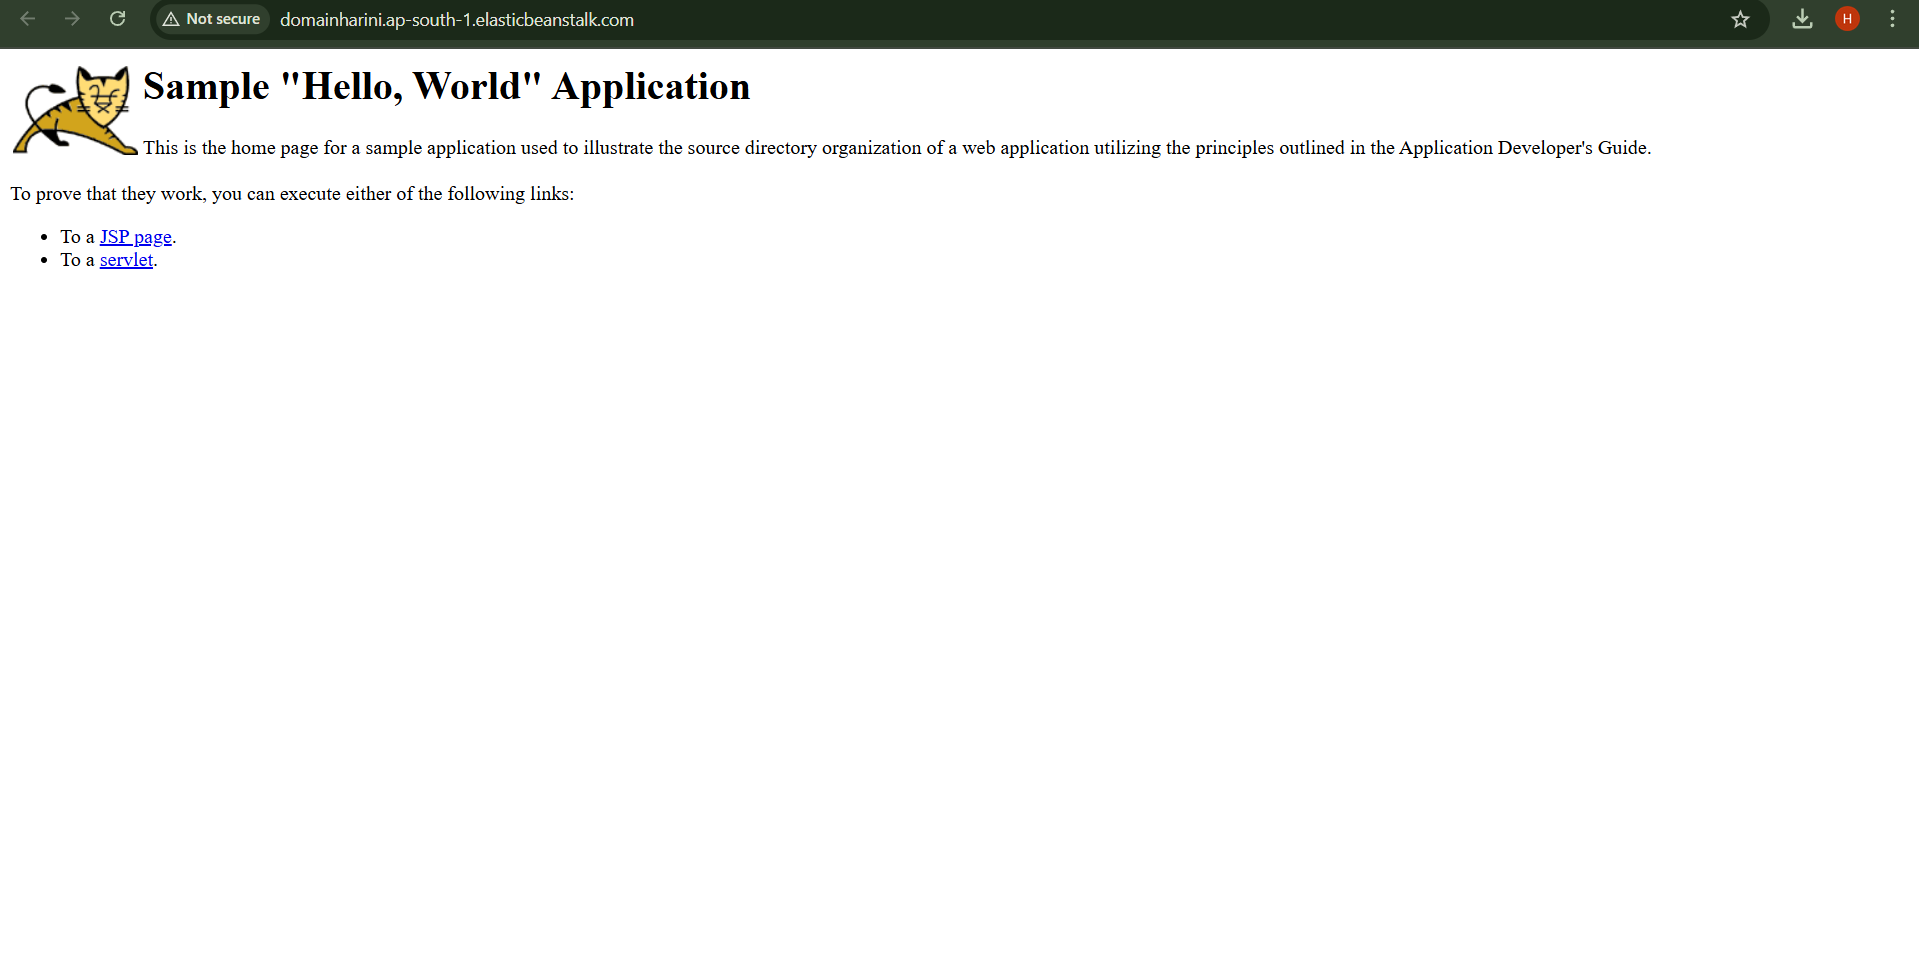 Not secure domainharini.ap-south-1.elasticbeanstalk.com H
Sample "Hello, World" Application
This is the home page for a sample application used to illustrate the source directory organization of a web application utilizing the principles outlined in the Application Developer's Guide.
To prove that they work, you can execute either of the following links:
• To a JSP page.
• To a servlet.